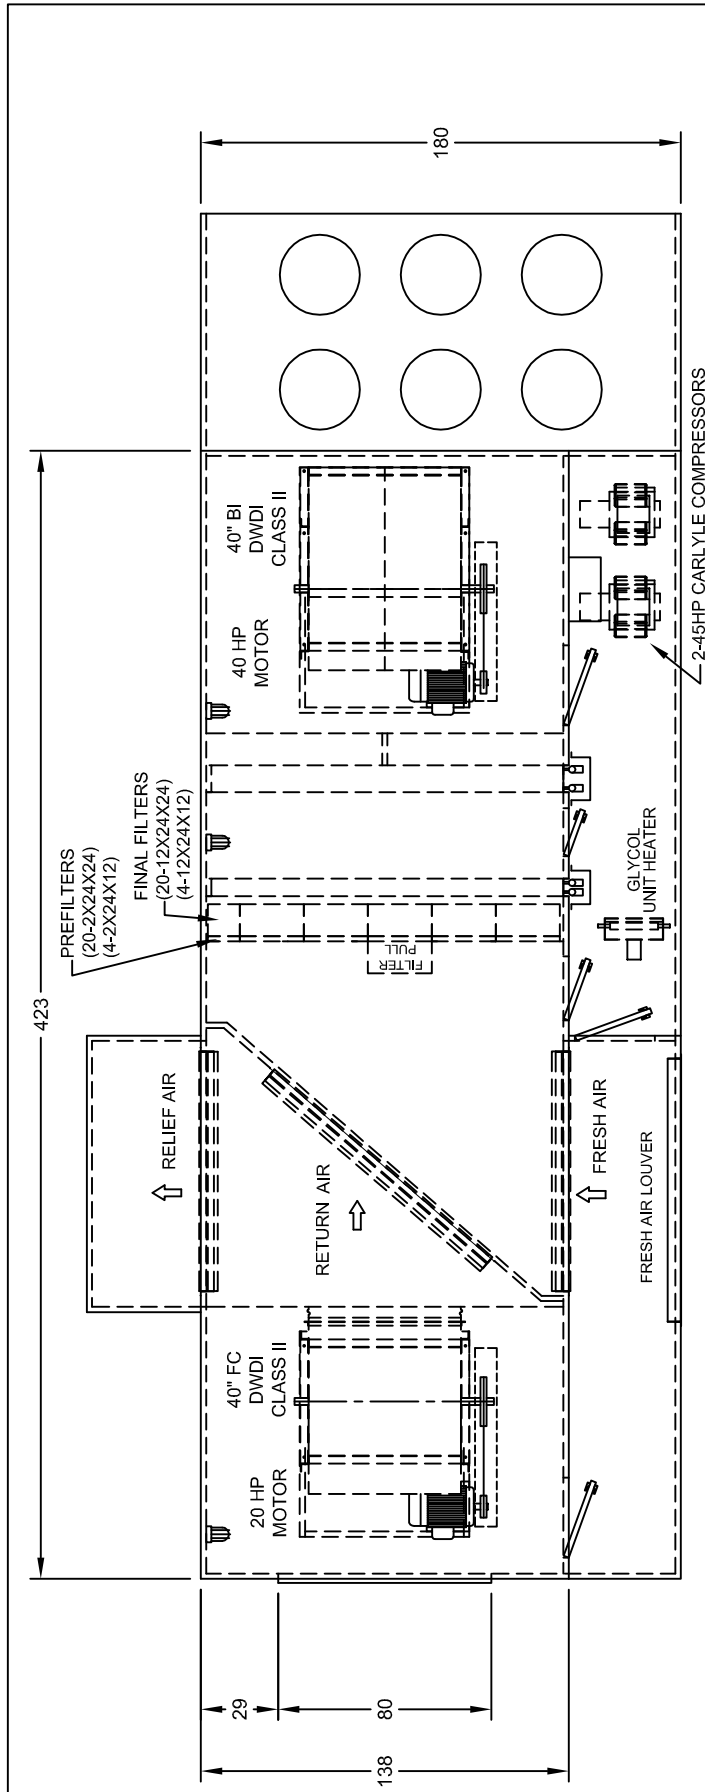 423
180
138
29
80
RELIEF AIR
RETURN AIR
FRESH AIR
FRESH AIR LOUVER
20 HP
MOTOR
40" FC
DWDI
CLASS II
PREFILTERS
(20-2X24X24)
(4-2X24X12)
FINAL FILTERS
(20-12X24X24)
(4-12X24X12)
FILTER
PULL
GLYCOL
UNIT HEATER
40 HP
MOTOR
40" BI
DWDI
CLASS II
2-45HP CARLYLE COMPRESSORS